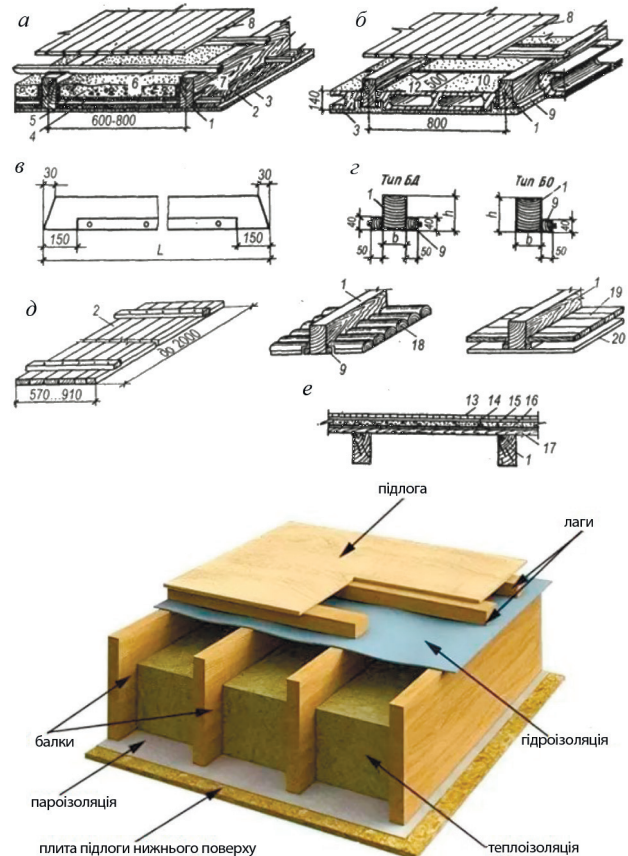 а
б
8
8
6
7
2
3
12
500
10
140
5
4
600-800
1
3
800
1
9
в
г
Тип БД
Тип БО
30
30
150
150
L
1
1
9
40
40
h
h
40
50
b
50
9
b
50
д
2
до 2000
570...910
1
18
9
1
19
20
е
13 14 15 16
17
1
підлога
лаги
балки
гідроізоляція
пароізоляція
плита підлоги нижнього поверху
теплоізоляція